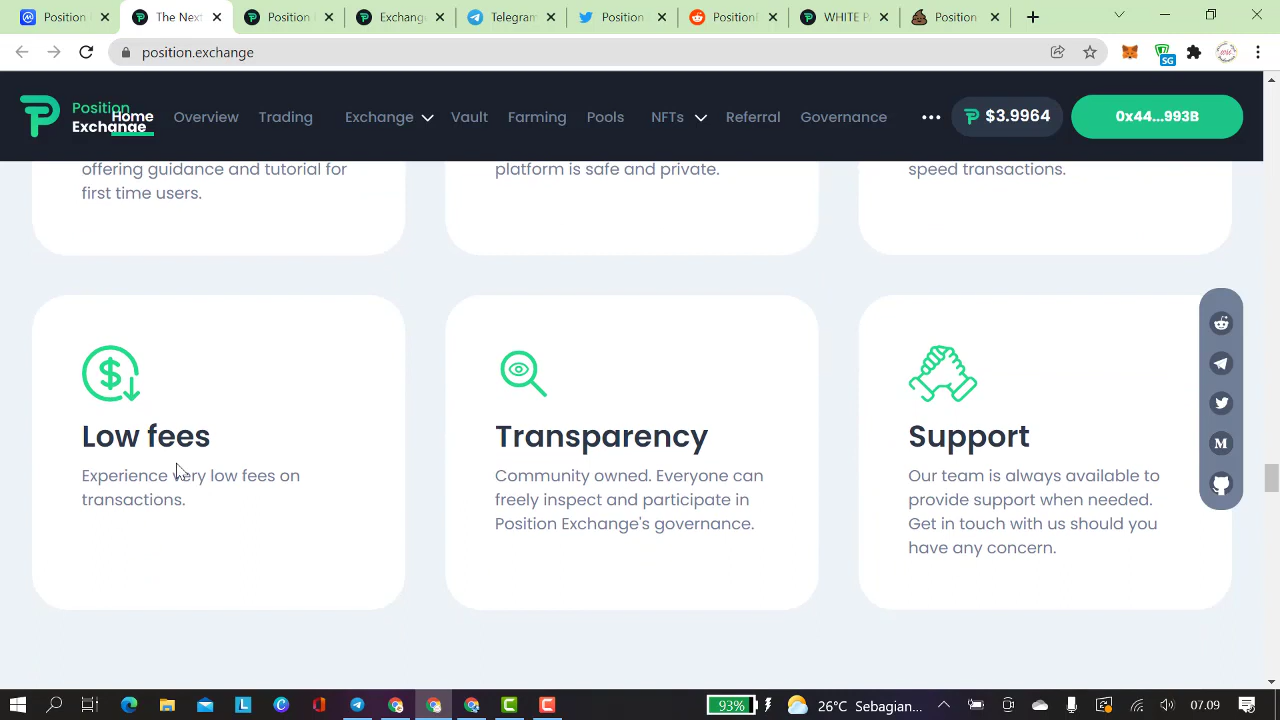 Position
The Next
Position
Exchang
Telegram
Position
Position
WHITE P
Position
position.exchange
SG
Position
Exchange
Home
Overview
Trading
Exchange
Vault
Farming
Pools
NFTs
Referral
Governance
$3.9964
0x44...993B
offering guidance and tutorial for
first time users.
platform is safe and private.
speed transactions.
Low fees
Experience very low fees on
transactions.
Transparency
Community owned. Everyone can
freely inspect and participate in
Position Exchange's governance.
Support
Our team is always available to
provide support when needed.
Get in touch with us should you
have any concern.
93%
26°C Sebagian...
07.09